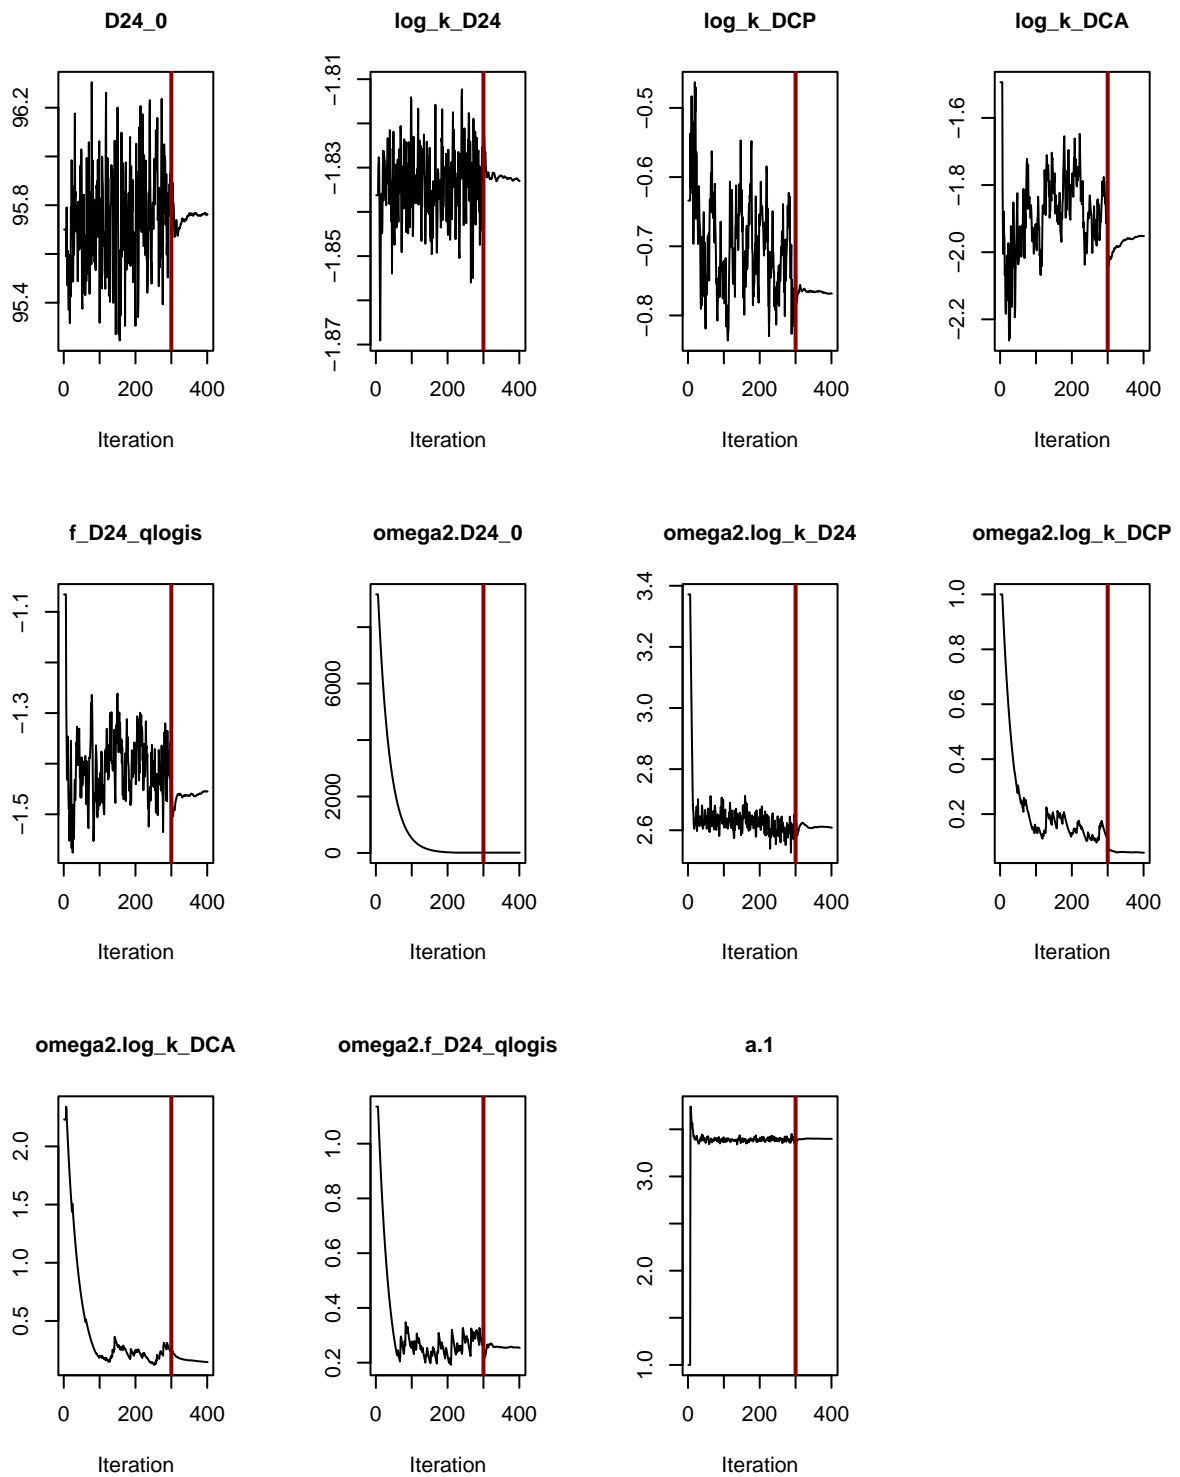 D24_0
log_k_D24
log_k_DCP
log_k_DCA
95.4 95.8 96.2
−1.87 −1.85 −1.83 −1.81
−0.8 −0.7 −0.6 −0.5
−2.2 −2.0 −1.8 −1.6
0 200 400
0 200 400
0 200 400
0 200 400
Iteration
Iteration
Iteration
Iteration
f_D24_qlogis
omega2.D24_0
omega2.log_k_D24
omega2.log_k_DCP
−1.5 −1.3 −1.1
0 2000 6000
2.6 2.8 3.0 3.2 3.4
0.2 0.4 0.6 0.8 1.0
0 200 400
0 200 400
0 200 400
0 200 400
Iteration
Iteration
Iteration
Iteration
omega2.log_k_DCA
omega2.f_D24_qlogis
a.1
0.5 1.0 1.5 2.0
0.2 0.4 0.6 0.8 1.0
1.0 2.0 3.0
0 200 400
0 200 400
0 200 400
Iteration
Iteration
Iteration